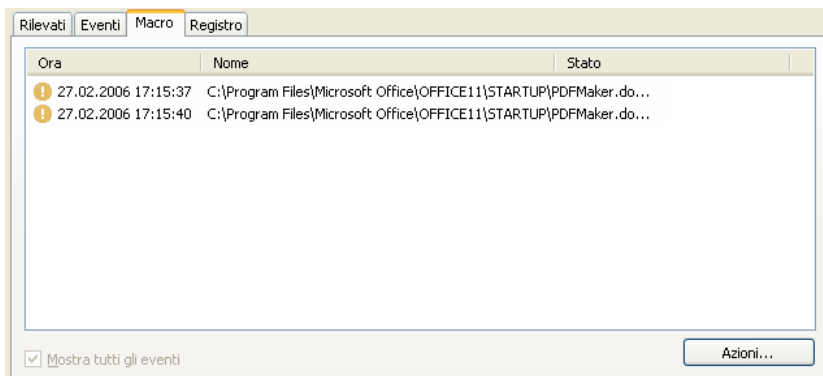 Rilevati Eventi Macro Registro
Ora Nome Stato
27.02.2006 17:15:37 C:\Program Files\Microsoft Office\OFFICE11\STARTUP\PDFMaker.do...
27.02.2006 17:15:40 C:\Program Files\Microsoft Office\OFFICE11\STARTUP\PDFMaker.do...
Mostra tutti gli eventi Azioni...